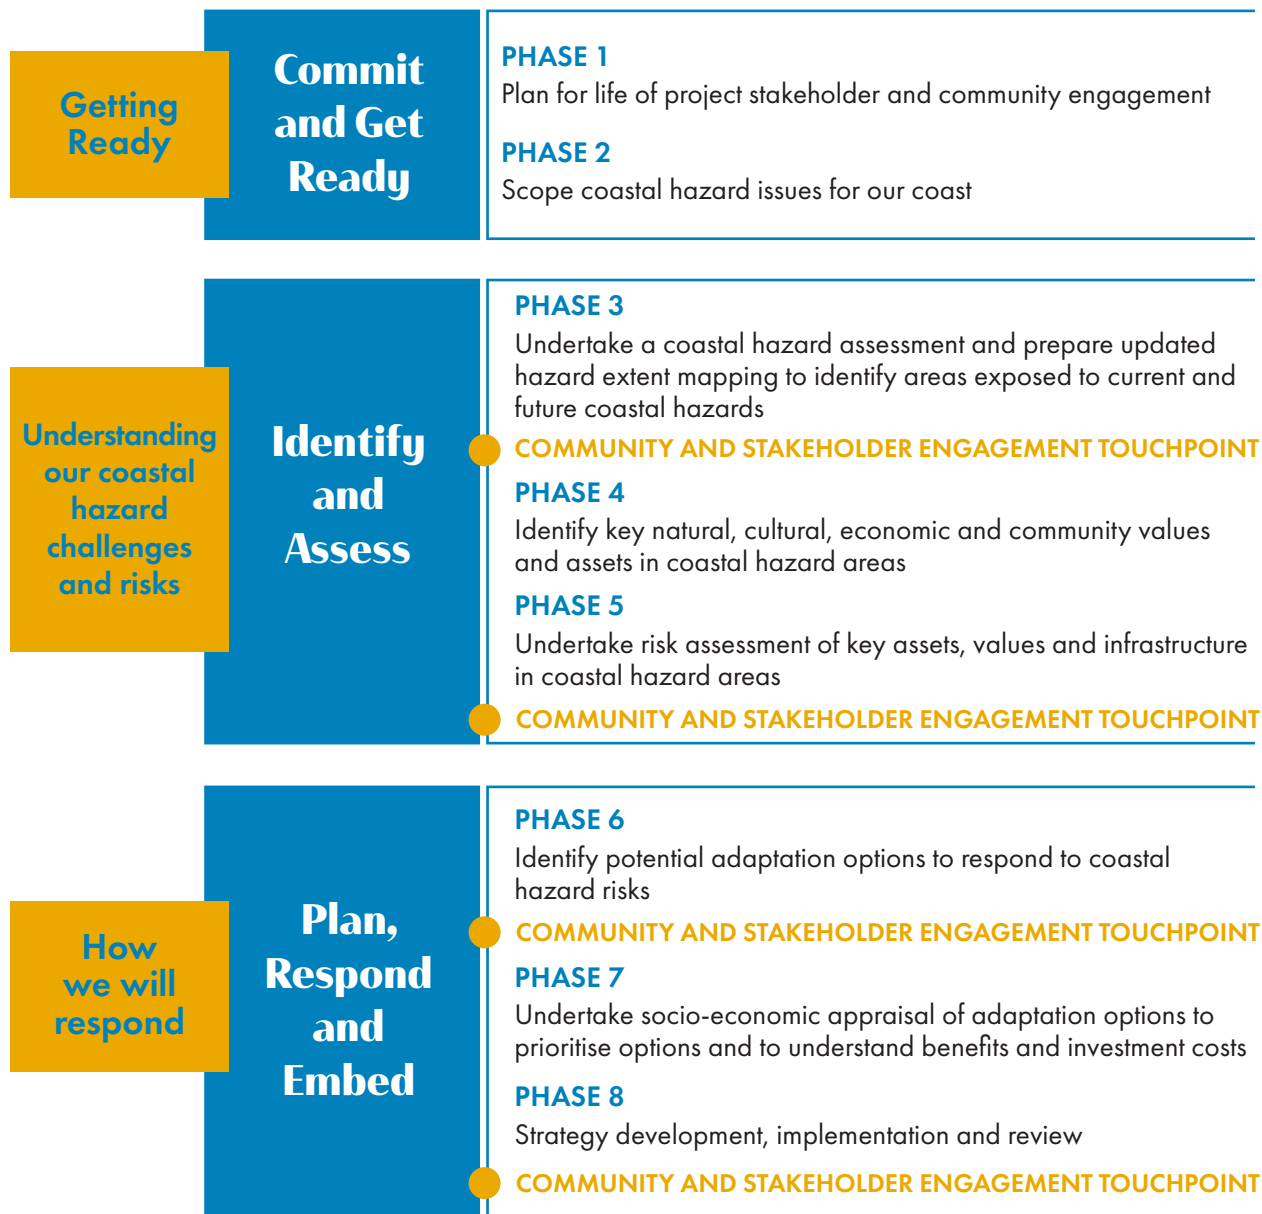 Getting
Ready
Commit
and Get
Ready
PHASE 1
Plan for life of project stakeholder and community engagement
PHASE 2
Scope coastal hazard issues for our coast
Understanding
our coastal
hazard
challenges
and risks
Identify
and
Assess
PHASE 3
Undertake a coastal hazard assessment and prepare updated
hazard extent mapping to identify areas exposed to current and
future coastal hazards
COMMUNITY AND STAKEHOLDER ENGAGEMENT TOUCHPOINT
PHASE 4
Identify key natural, cultural, economic and community values
and assets in coastal hazard areas
PHASE 5
Undertake risk assessment of key assets, values and infrastructure
in coastal hazard areas
COMMUNITY AND STAKEHOLDER ENGAGEMENT TOUCHPOINT
How
we will
respond
Plan,
Respond
and
Embed
PHASE 6
Identify potential adaptation options to respond to coastal
hazard risks
COMMUNITY AND STAKEHOLDER ENGAGEMENT TOUCHPOINT
PHASE 7
Undertake socio-economic appraisal of adaptation options to
prioritise options and to understand benefits and investment costs
PHASE 8
Strategy development, implementation and review
COMMUNITY AND STAKEHOLDER ENGAGEMENT TOUCHPOINT